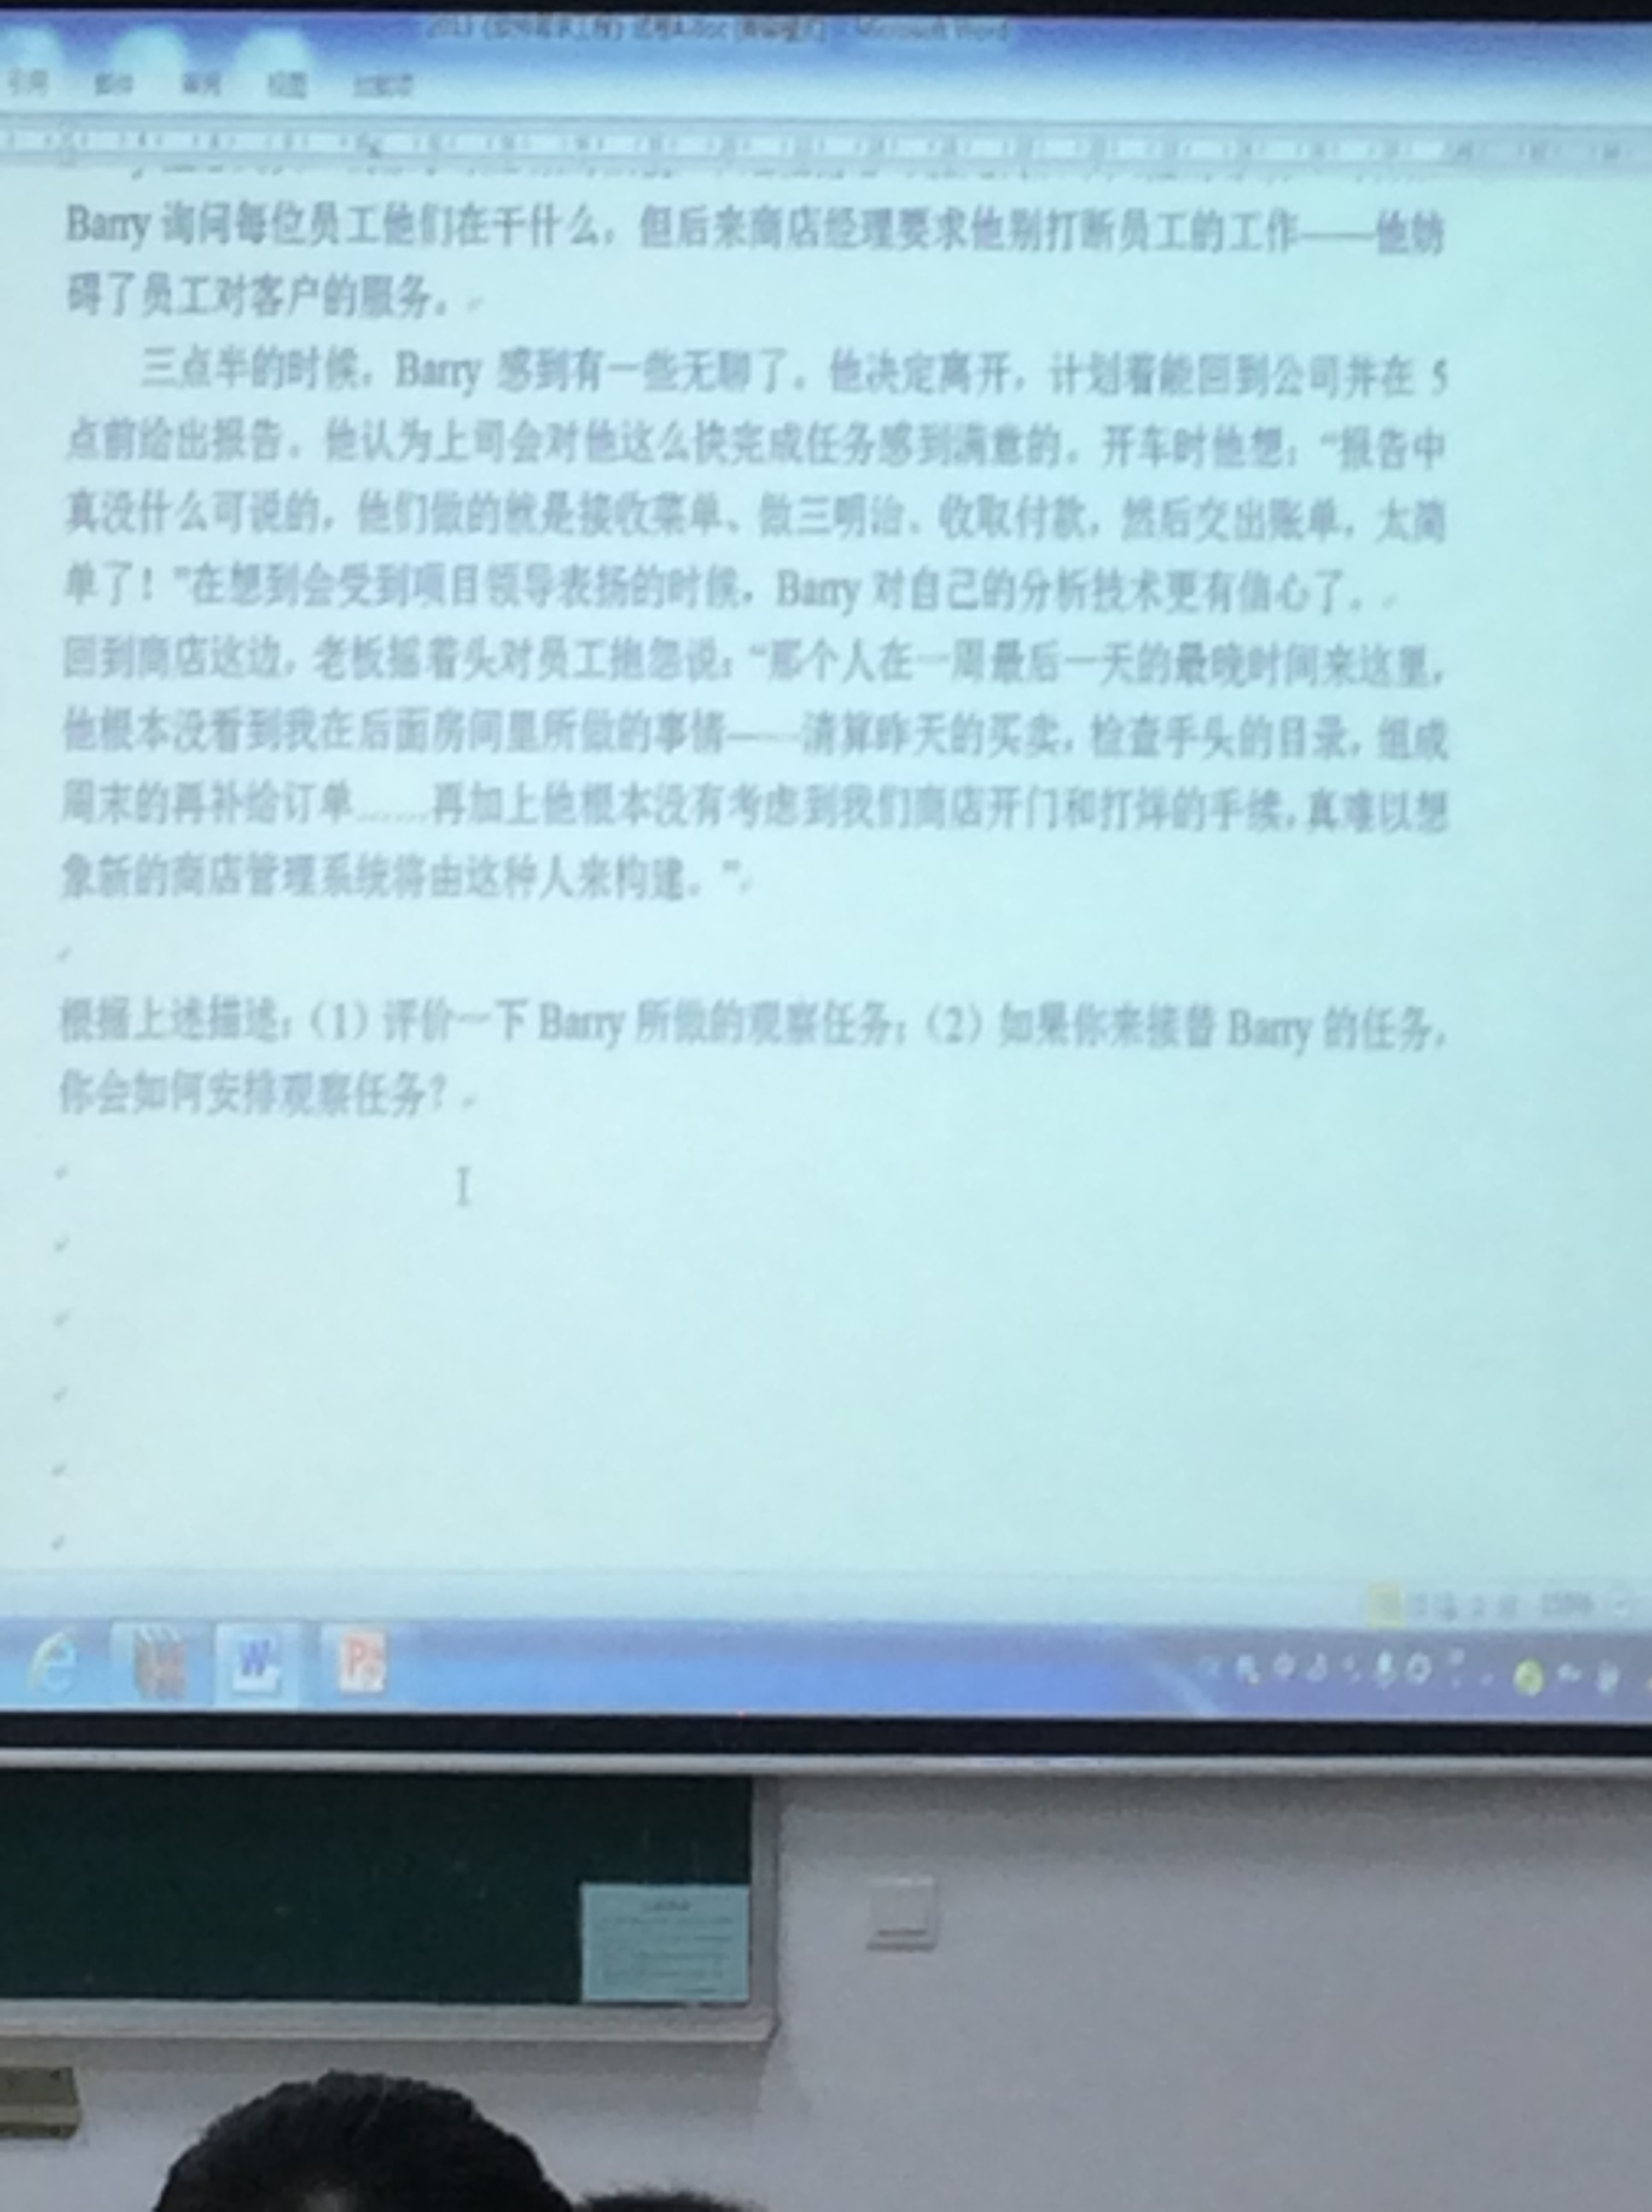 引用 邮件 审阅 视图 加载项
Barry 询问每位员工他们在干什么，但后来商店经理要求他别打断员工的工作——他妨
碍了员工对客户的服务。
三点半的时候，Barry 感到有一些无聊了。他决定离开，计划着能回到公司并在 5
点前给出报告。他认为上司会对他这么快完成任务感到满意的。开车时他想：“报告中
真没什么可说的，他们做的就是接收菜单、做三明治、收取付款，然后交出账单，太简
单了！”在想到会受到项目领导表扬的时候，Barry 对自己的分析技术更有信心了。
回到商店这边，老板摇着头对员工抱怨说：“那个人在一周最后一天的最晚时间来这里，
他根本没看到我在后面房间里所做的事情——清算昨天的买卖，检查手头的目录，组成
周末的再补给订单……再加上他根本没有考虑到我们商店开门和打烊的手续，真难以想
象新的商店管理系统将由这种人来构建。”
根据上述描述：（1）评价一下 Barry 所做的观察任务；（2）如果你来接替 Barry 的任务，
你会如何安排观察任务？